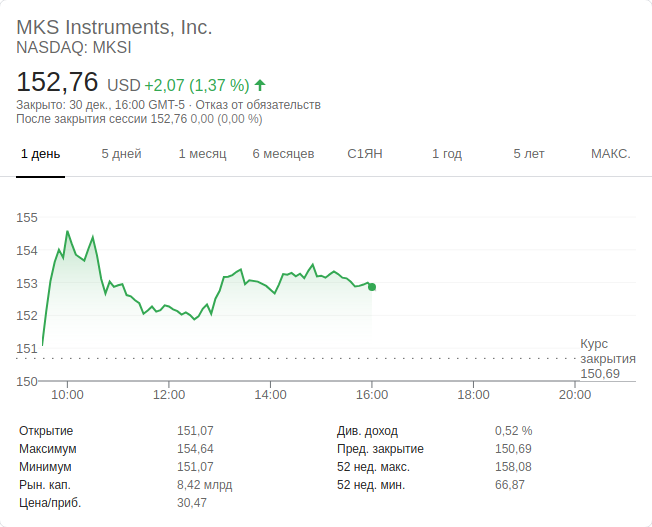 MKS Instruments, Inc.
NASDAQ: MKSI
152,76 USD +2,07 (1,37 %)
Закрыто: 30 дек., 16:00 GMT-5 · Отказ от обязательств
После закрытия сессии 152,76 0,00 (0,00 %)
1 день 5 дней 1 месяц 6 месяцев С1ЯН 1 год 5 лет МАКС.
155
154
153
152
151
150
Курс
закрытия
150,69
10:00 12:00 14:00 16:00 18:00 20:00
Открытие 151,07 Див. доход 0,52 %
Максимум 154,64 Пред. закрытие 150,69
Минимум 151,07 52 нед. макс. 158,08
Рын. кап. 8,42 млрд 52 нед. мин. 66,87
Цена/приб. 30,47